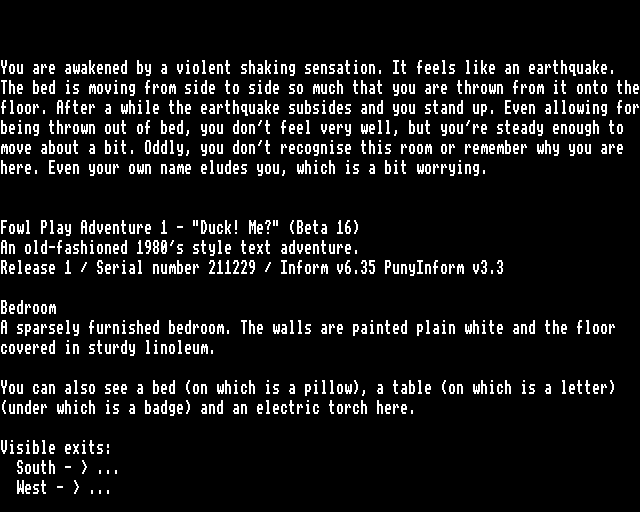 You are awakened by a violent shaking sensation. It feels like an earthquake.
The bed is moving from side to side so much that you are thrown from it onto the
floor. After a while the earthquake subsides and you stand up. Even allowing for
being thrown out of bed, you don't feel very well, but you're steady enough to
move about a bit. Oddly, you don't recognise this room or remember why you are
here. Even your own name eludes you, which is a bit worrying.
Fowl Play Adventure 1 - "Duck! Me?" (Beta 16)
An old-fashioned 1980's style text adventure.
Release 1 / Serial number 211229 / Inform v6.35 PunyInform v3.3
Bedroom
A sparsely furnished bedroom. The walls are painted plain white and the floor
covered in sturdy linoleum.
You can also see a bed (on which is a pillow), a table (on which is a letter)
(under which is a badge) and an electric torch here.
Visible exits:
South - > ...
West - > ...